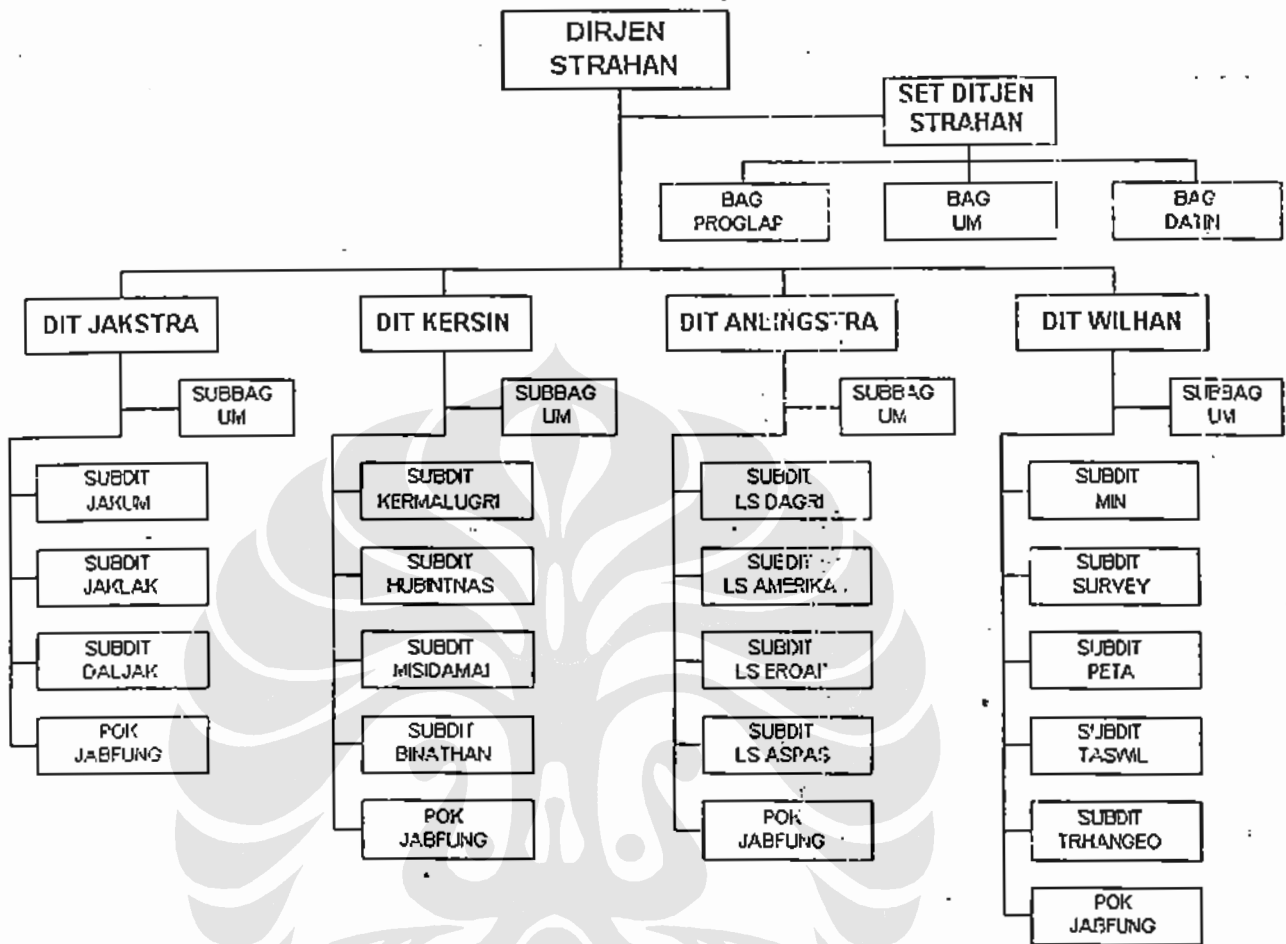 DIRJEN
STRAHAN
SET DITJEN
STRAHAN
BAG
PROGLAP
BAG
UM
BAG
DATIN
DIT JAKSTRA
DIT KERSIN
DIT ANLINGSTRA
DIT WILHAN
SUBBAG
UM
SUBBAG
UM
SUBBAG
UM
SUBBAG
UM
SUBDIT
JAKUM
SUBDIT
JAKLAK
SUBDIT
DALJAK
POK
JABFUNG
SUBDIT
KERMALUGRI
SUBDIT
HUBINTNAS
SUBDIT
MISIDAMAI
SUBDIT
BINATHAN
POK
JABFUNG
SUBDIT
LS DAGRI
SUBDIT
LS AMERIKA
SUBDIT
LS EROAF
SUBDIT
LS ASPAS
POK
JABFUNG
SUBDIT
MIN
SUBDIT
SURVEY
SUBDIT
PETA
SUBDIT
TASWIL
SUBDIT
TRHANGEO
POK
JABFUNG